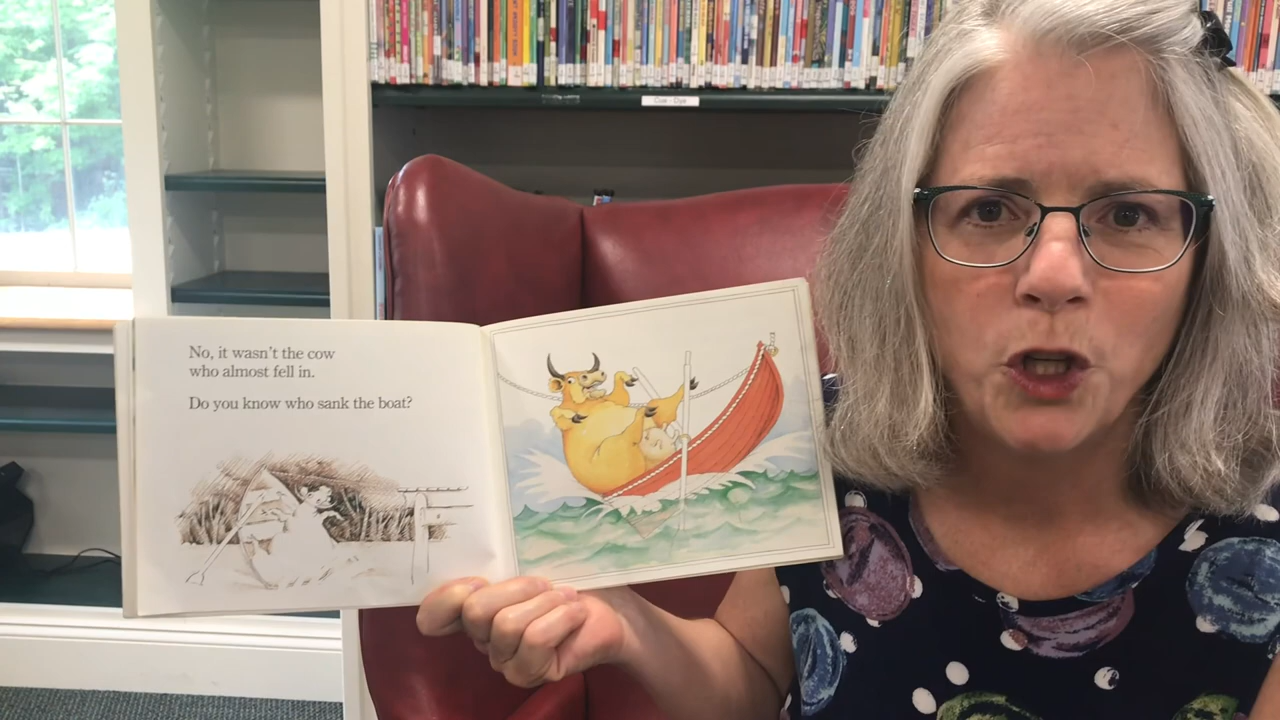 No, it wasn't the cow
who almost fell in.
Do you know who sank the boat?